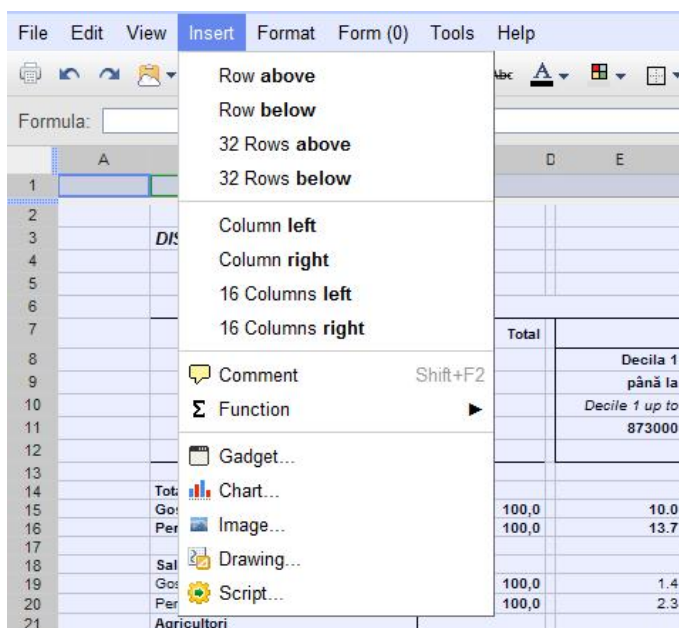 File Edit View Insert Format Form (0) Tools Help
Abc A
Formula:
A D E
1
2
3 DIS
4
5
6
7 Total
8 Decila 1
9 până la
10 Decile 1 up to
11 873000
12
13
14 Tota
15 Gos 100,0 10.0
16 Per 100,0 13.7
17
18 Sal
19 Gos 100,0 1.4
20 Per 100,0 2.3
21 Agricultori
Row above
Row below
32 Rows above
32 Rows below
Column left
Column right
16 Columns left
16 Columns right
Comment Shift+F2
Σ Function
Gadget...
Chart...
Image...
Drawing...
Script...